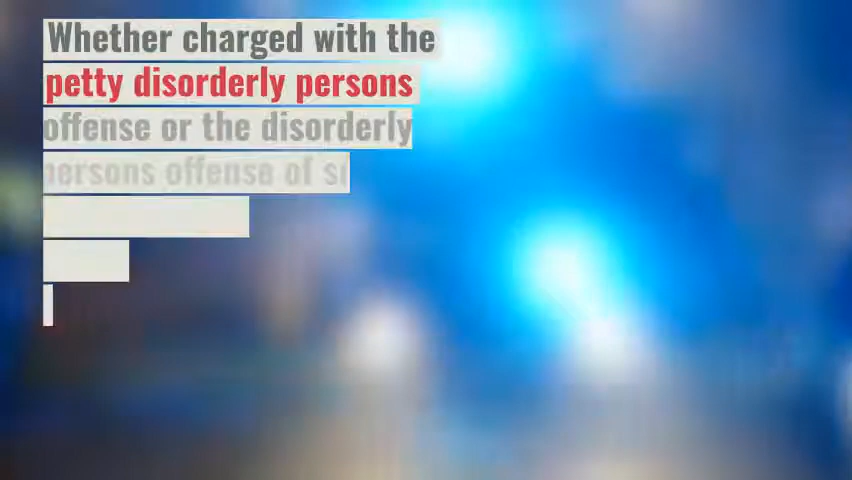 Whether charged with the
petty disorderly persons
offense or the disorderly
persons offense of